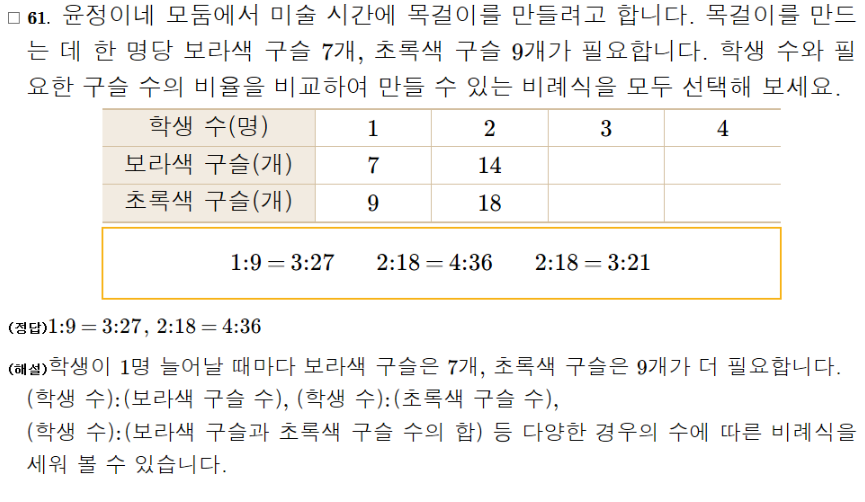 □ 61. 윤정이네 모둠에서 미술 시간에 목걸이를 만들려고 합니다. 목걸이를 만드
는 데 한 명당 보라색 구슬 7개, 초록색 구슬 9개가 필요합니다. 학생 수와 필
요한 구슬 수의 비율을 비교하여 만들 수 있는 비례식을 모두 선택해 보세요.
학생 수(명) 1 2 3 4
보라색 구슬(개) 7 14
초록색 구슬(개) 9 18
1:9 = 3:27 2:18 = 4:36 2:18 = 3:21
(정답)1:9 = 3:27, 2:18 = 4:36
(해설)학생이 1명 늘어날 때마다 보라색 구슬은 7개, 초록색 구슬은 9개가 더 필요합니다.
(학생 수):(보라색 구슬 수), (학생 수):(초록색 구슬 수),
(학생 수):(보라색 구슬과 초록색 구슬 수의 합) 등 다양한 경우의 수에 따른 비례식을
세워 볼 수 있습니다.